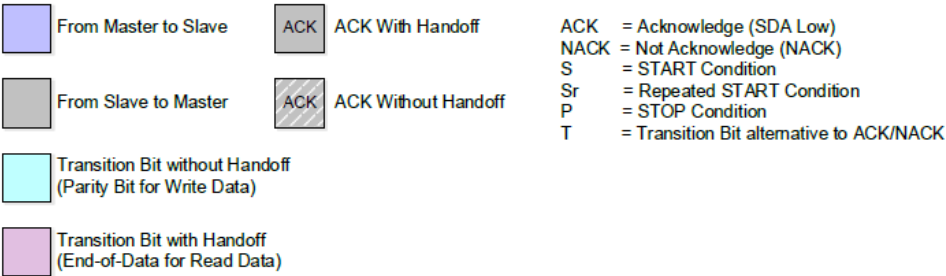 From Master to Slave
ACK ACK With Handoff
From Slave to Master
ACK ACK Without Handoff
Transition Bit without Handoff
(Parity Bit for Write Data)
Transition Bit with Handoff
(End-of-Data for Read Data)
ACK = Acknowledge (SDA Low)
NACK = Not Acknowledge (NACK)
S = START Condition
Sr = Repeated START Condition
P = STOP Condition
T = Transition Bit alternative to ACK/NACK